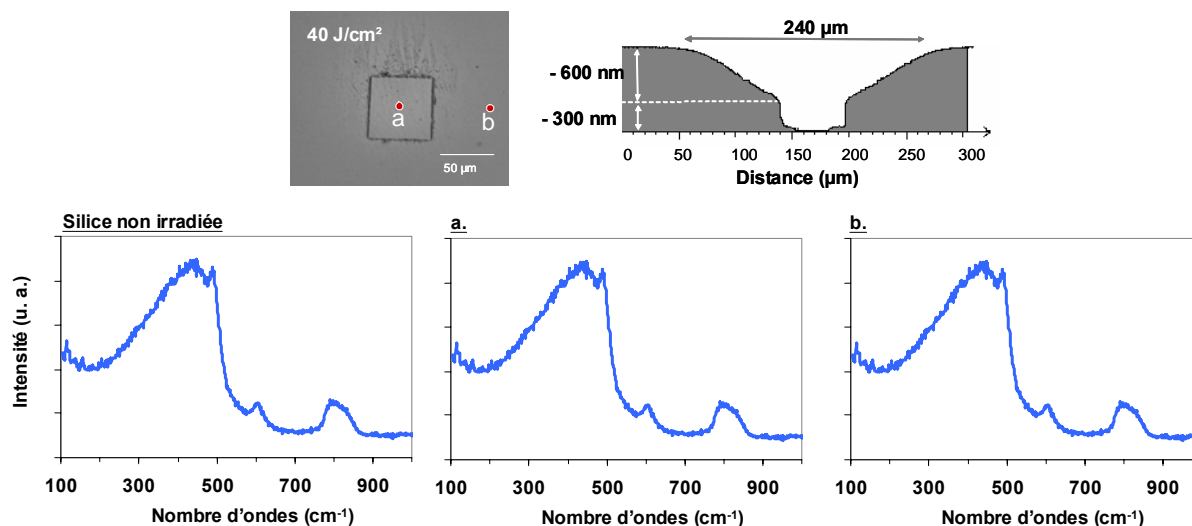 40 J/cm²
a
b
50 µm
240 µm
- 600 nm
- 300 nm
0 50 100 150 200 250 300
Distance (µm)
Silice non irradiée
a.
b.
Intensité (u. a.)
100 300 500 700 900
100 300 500 700 900
100 300 500 700 900
Nombre d'ondes (cm⁻¹)
Nombre d'ondes (cm⁻¹)
Nombre d'ondes (cm⁻¹)